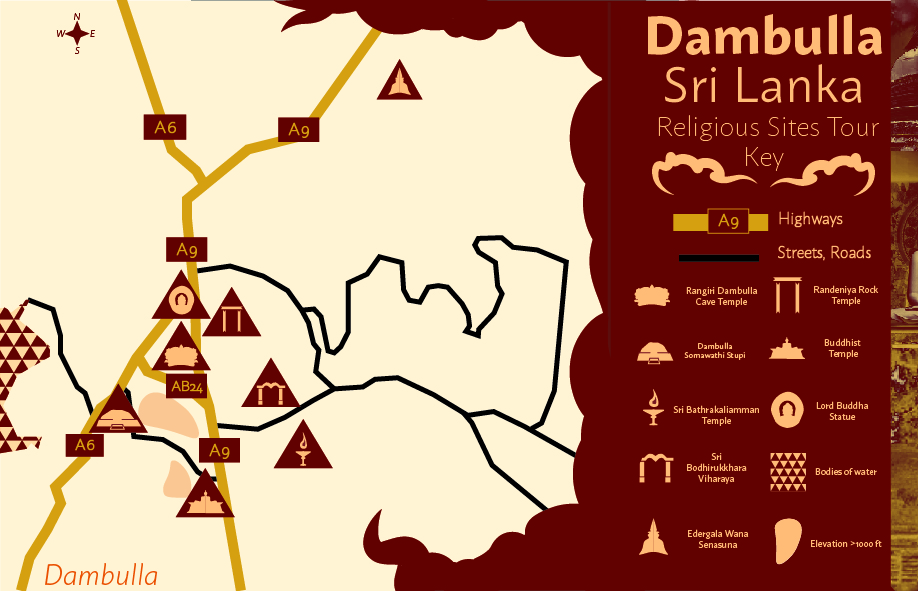 N
W E
S
A6
A9
A9
AB24
A6
A9
Dambulla
Dambulla
Sri Lanka
Religious Sites Tour
Key
A9 Highways
Streets, Roads
Rangiri Dambulla
Cave Temple
Randeniya Rock
Temple
Dambulla
Somawathi Stupi
Buddhist
Temple
Sri Bathrakaliamman
Temple
Lord Buddha
Statue
Sri
Bodhirukkhara
Viharaya
Bodies of water
Edergala Wana
Senasuna
Elevation >1000 ft